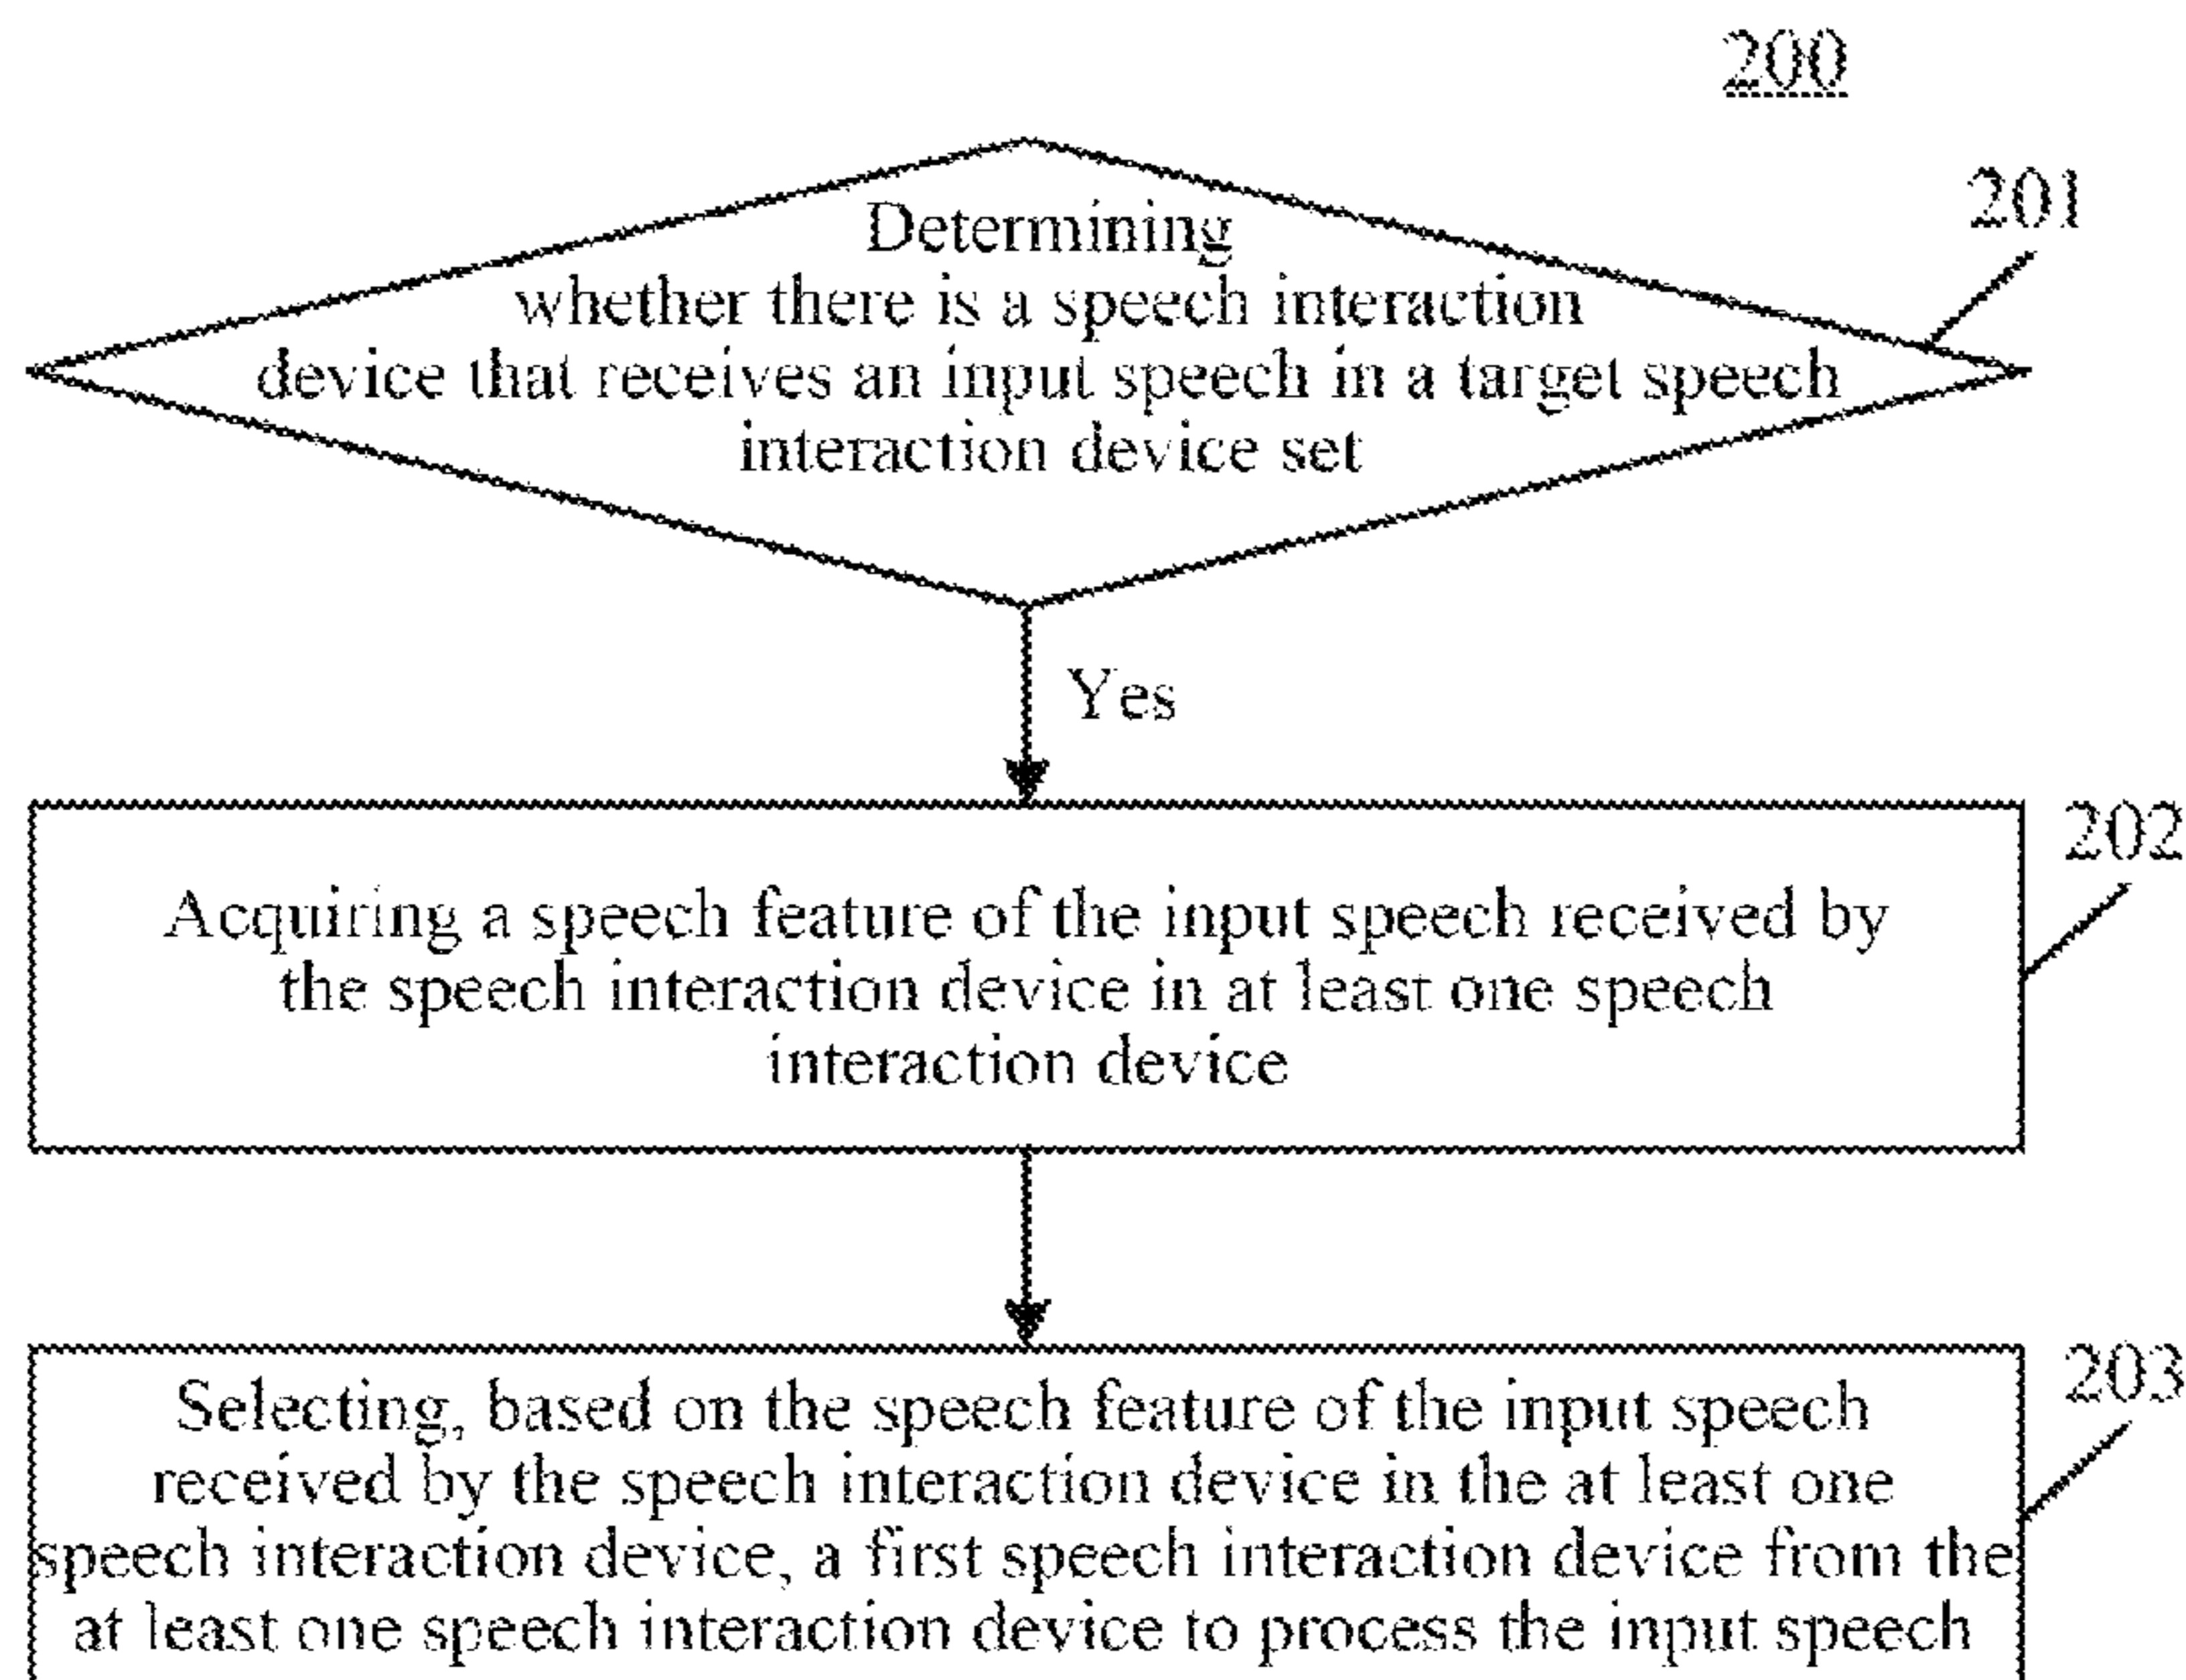 200
201
Determining
whether there is a speech interaction
device that receives an input speech in a target speech
interaction device set
Yes
202
Acquiring a speech feature of the input speech received by
the speech interaction device in at least one speech
interaction device
203
Selecting, based on the speech feature of the input speech
received by the speech interaction device in the at least one
speech interaction device, a first speech interaction device from the
at least one speech interaction device to process the input speech